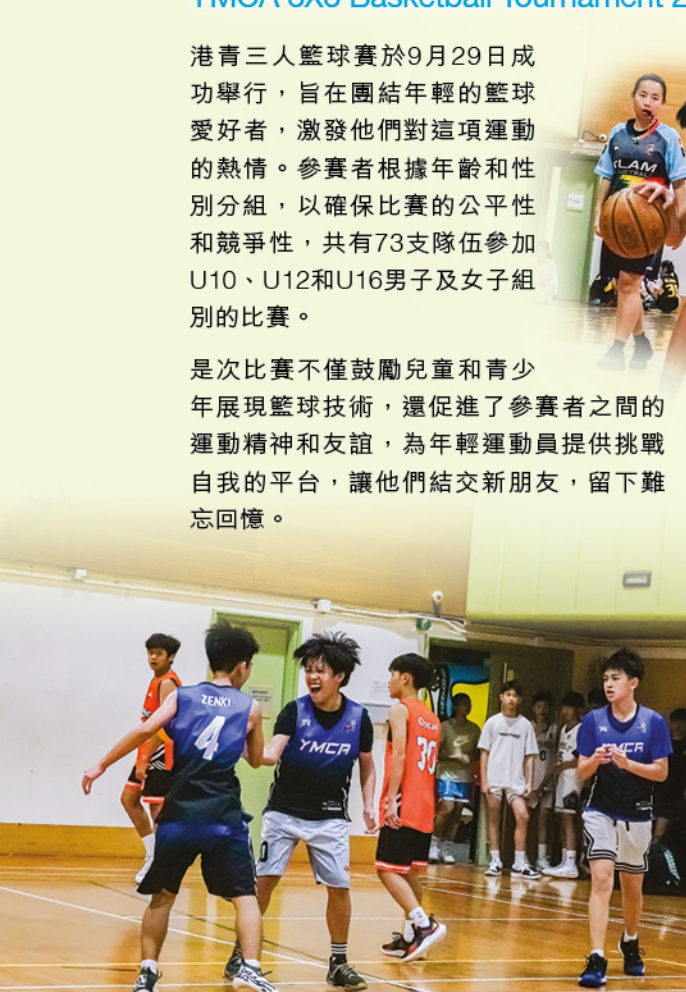 YMCA 3X3 Basketball Tournament 2
港青三人籃球賽於9月29日成
功舉行，旨在團結年輕的籃球
愛好者，激發他們對這項運動
的熱情。參賽者根據年齡和性
別分組，以確保比賽的公平性
和競爭性，共有73支隊伍參加
U10、U12和U16男子及女子組
別的比賽。
是次比賽不僅鼓勵兒童和青少
年展現籃球技術，還促進了參賽者之間的
運動精神和友誼，為年輕運動員提供挑戰
自我的平台，讓他們結交新朋友，留下難
忘回憶。
ZENKI
4
YMCA
30
YMCA